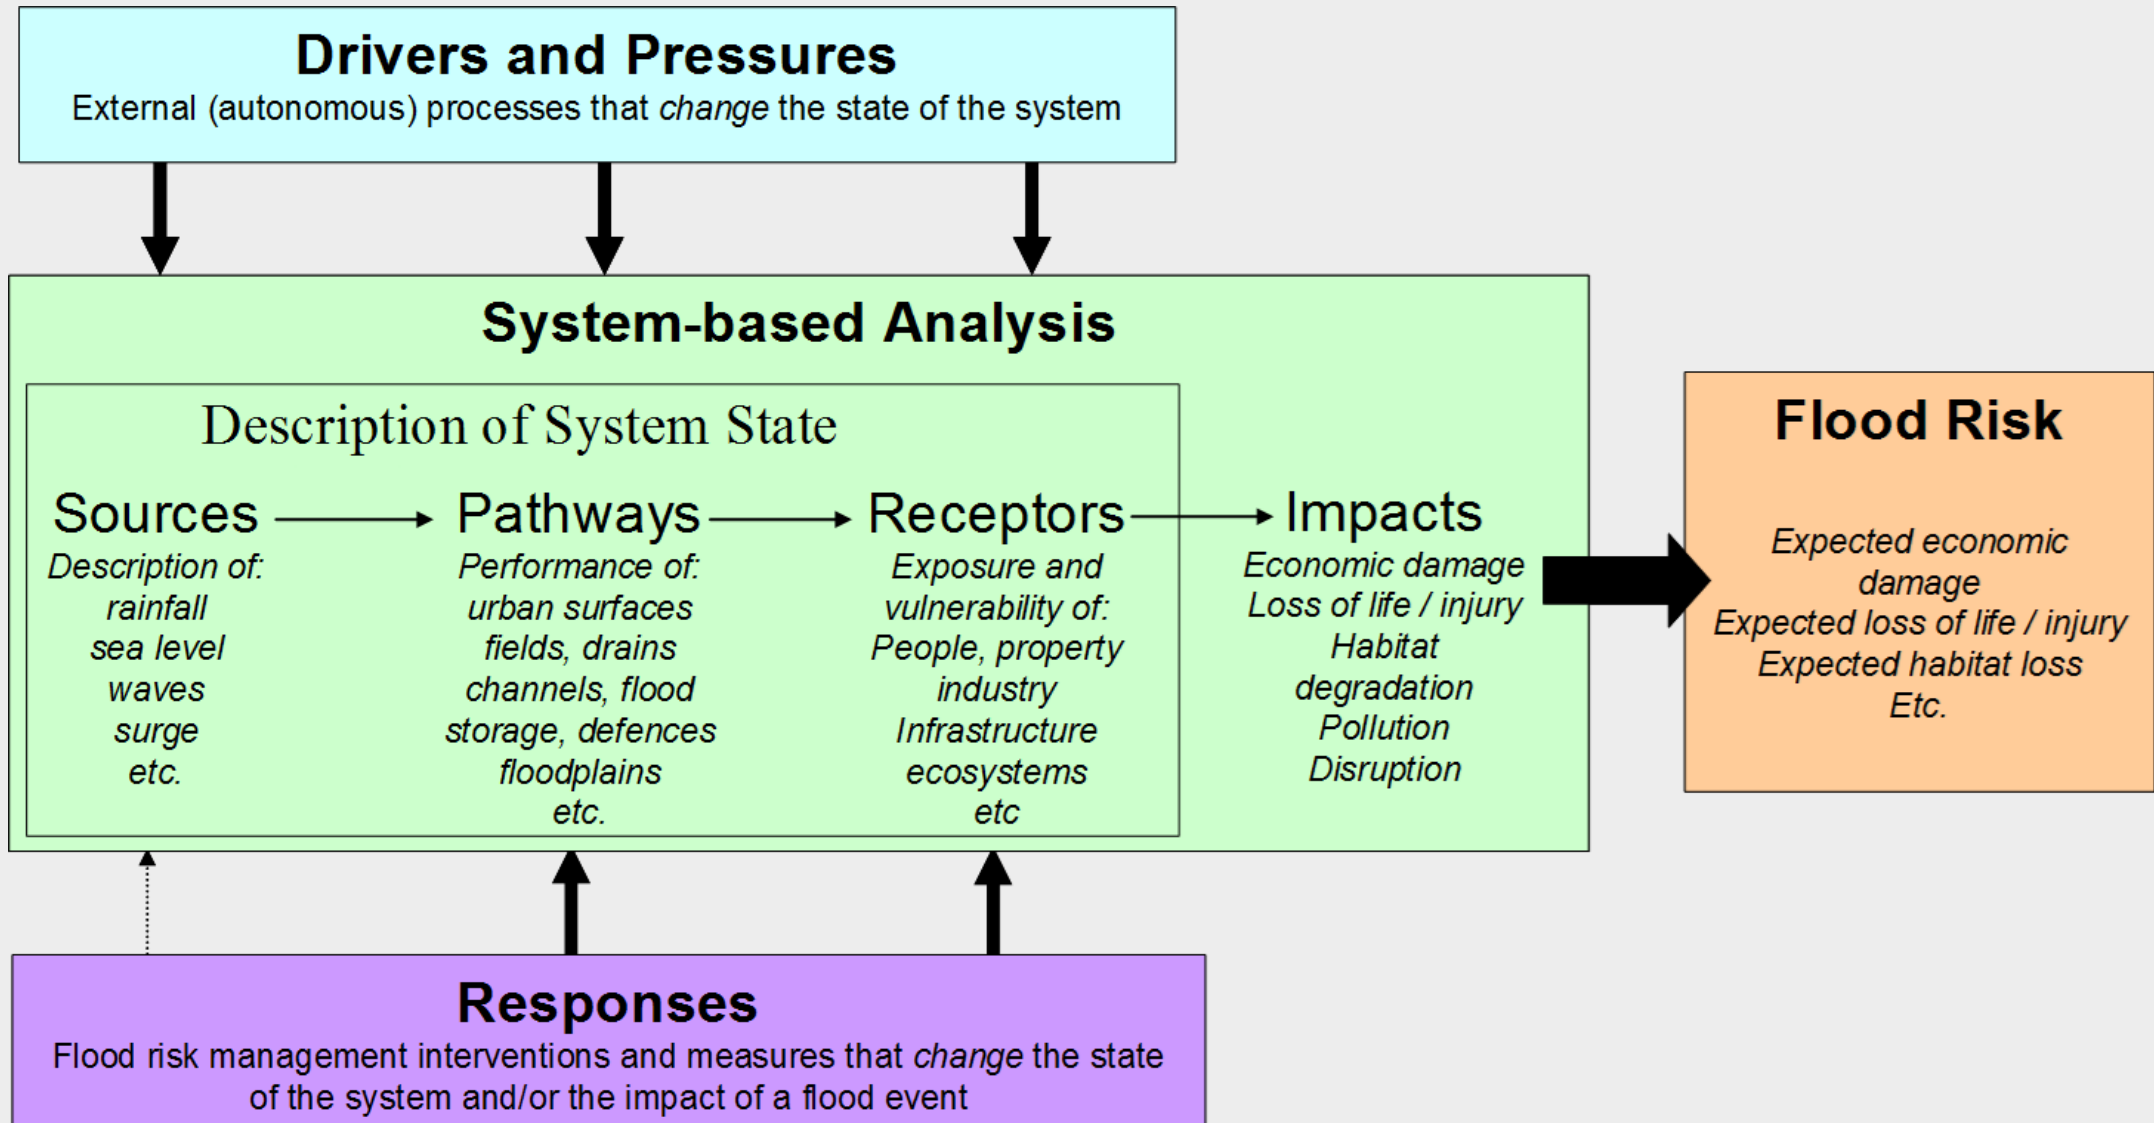 Drivers and Pressures
External (autonomous) processes that change the state of the system
System-based Analysis
Description of System State
Sources
Description of:
rainfall
sea level
waves
surge
etc.
Pathways
Performance of:
urban surfaces
fields, drains
channels, flood
storage, defences
floodplains
etc.
Receptors
Exposure and
vulnerability of:
People, property
industry
Infrastructure
ecosystems
etc
Impacts
Economic damage
Loss of life / injury
Habitat
degradation
Pollution
Disruption
Flood Risk
Expected economic
damage
Expected loss of life / injury
Expected habitat loss
Etc.
Responses
Flood risk management interventions and measures that change the state
of the system and/or the impact of a flood event